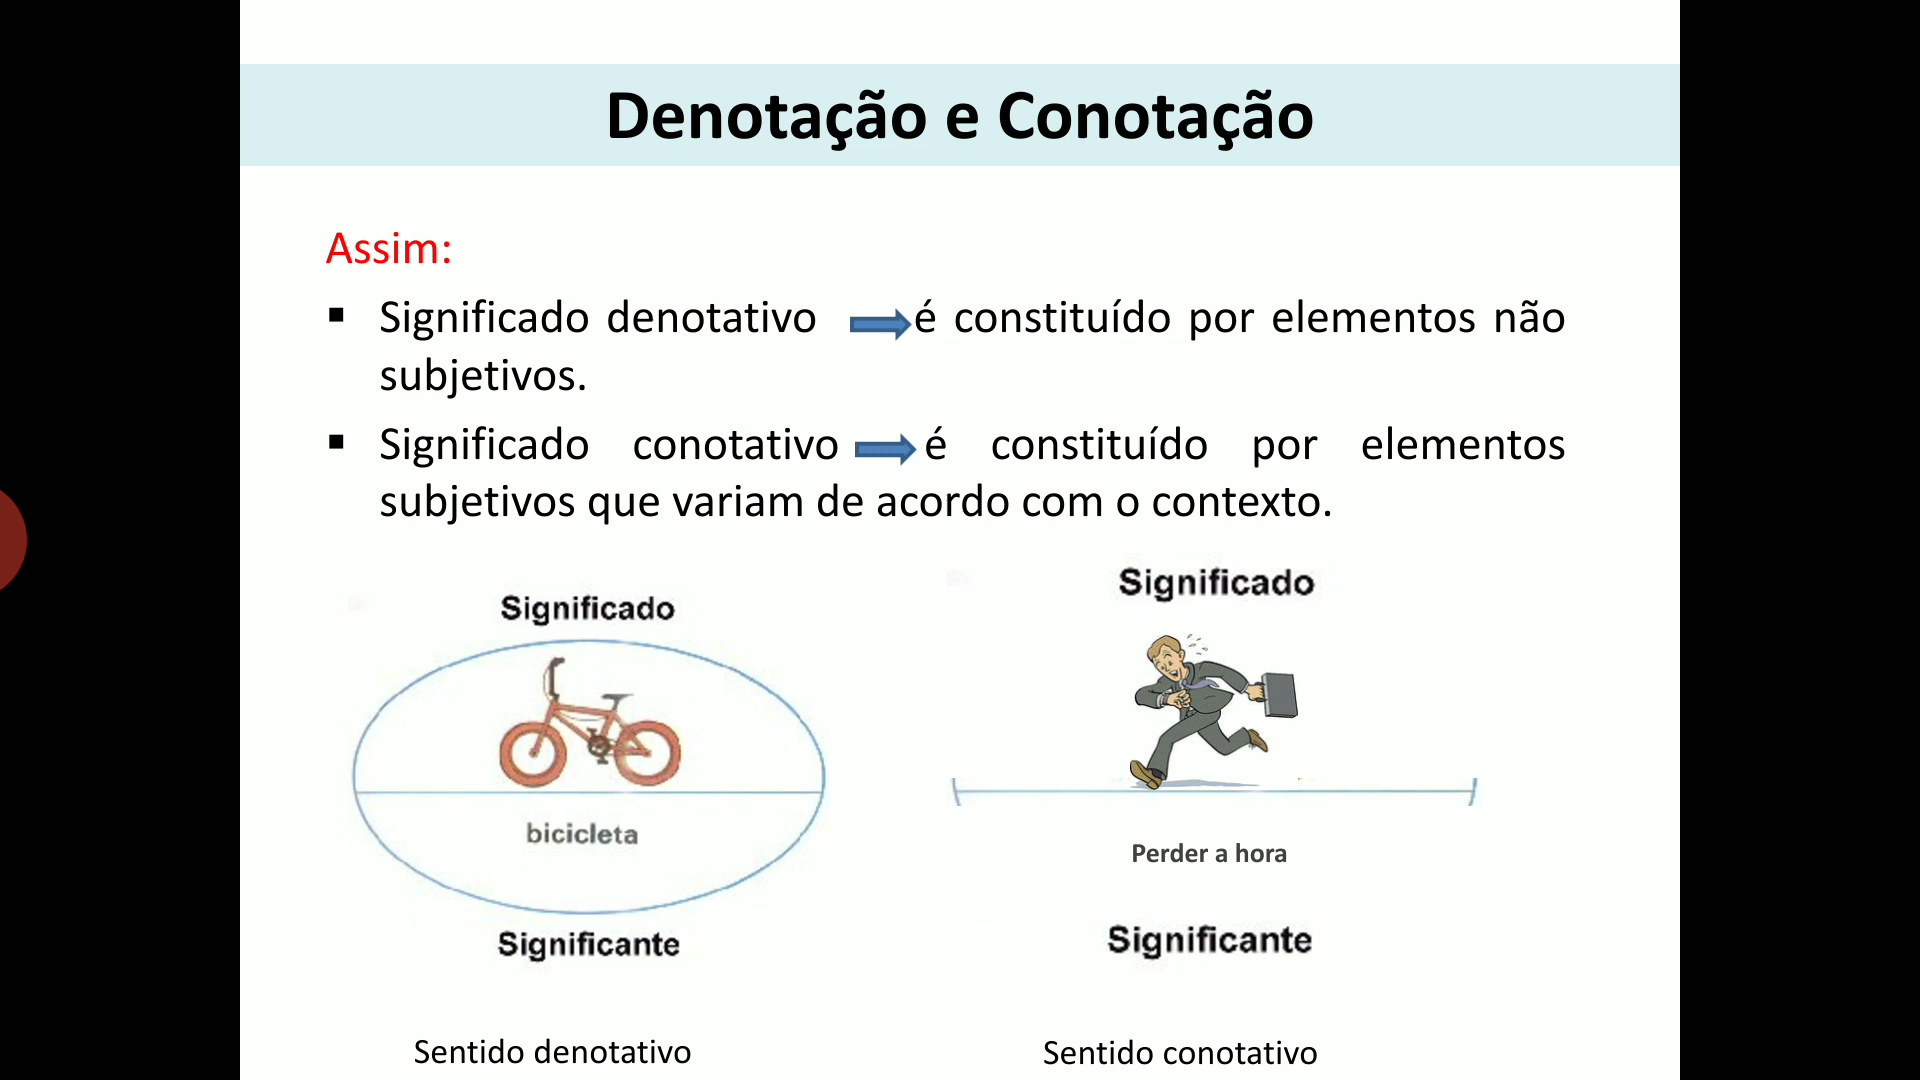 Denotação e Conotação
Assim:
▪ Significado denotativo é constituído por elementos não
subjetivos.
▪ Significado conotativo é constituído por elementos
subjetivos que variam de acordo com o contexto.
Significado
bicicleta
Significante
Sentido denotativo
Significado
Perder a hora
Significante
Sentido conotativo